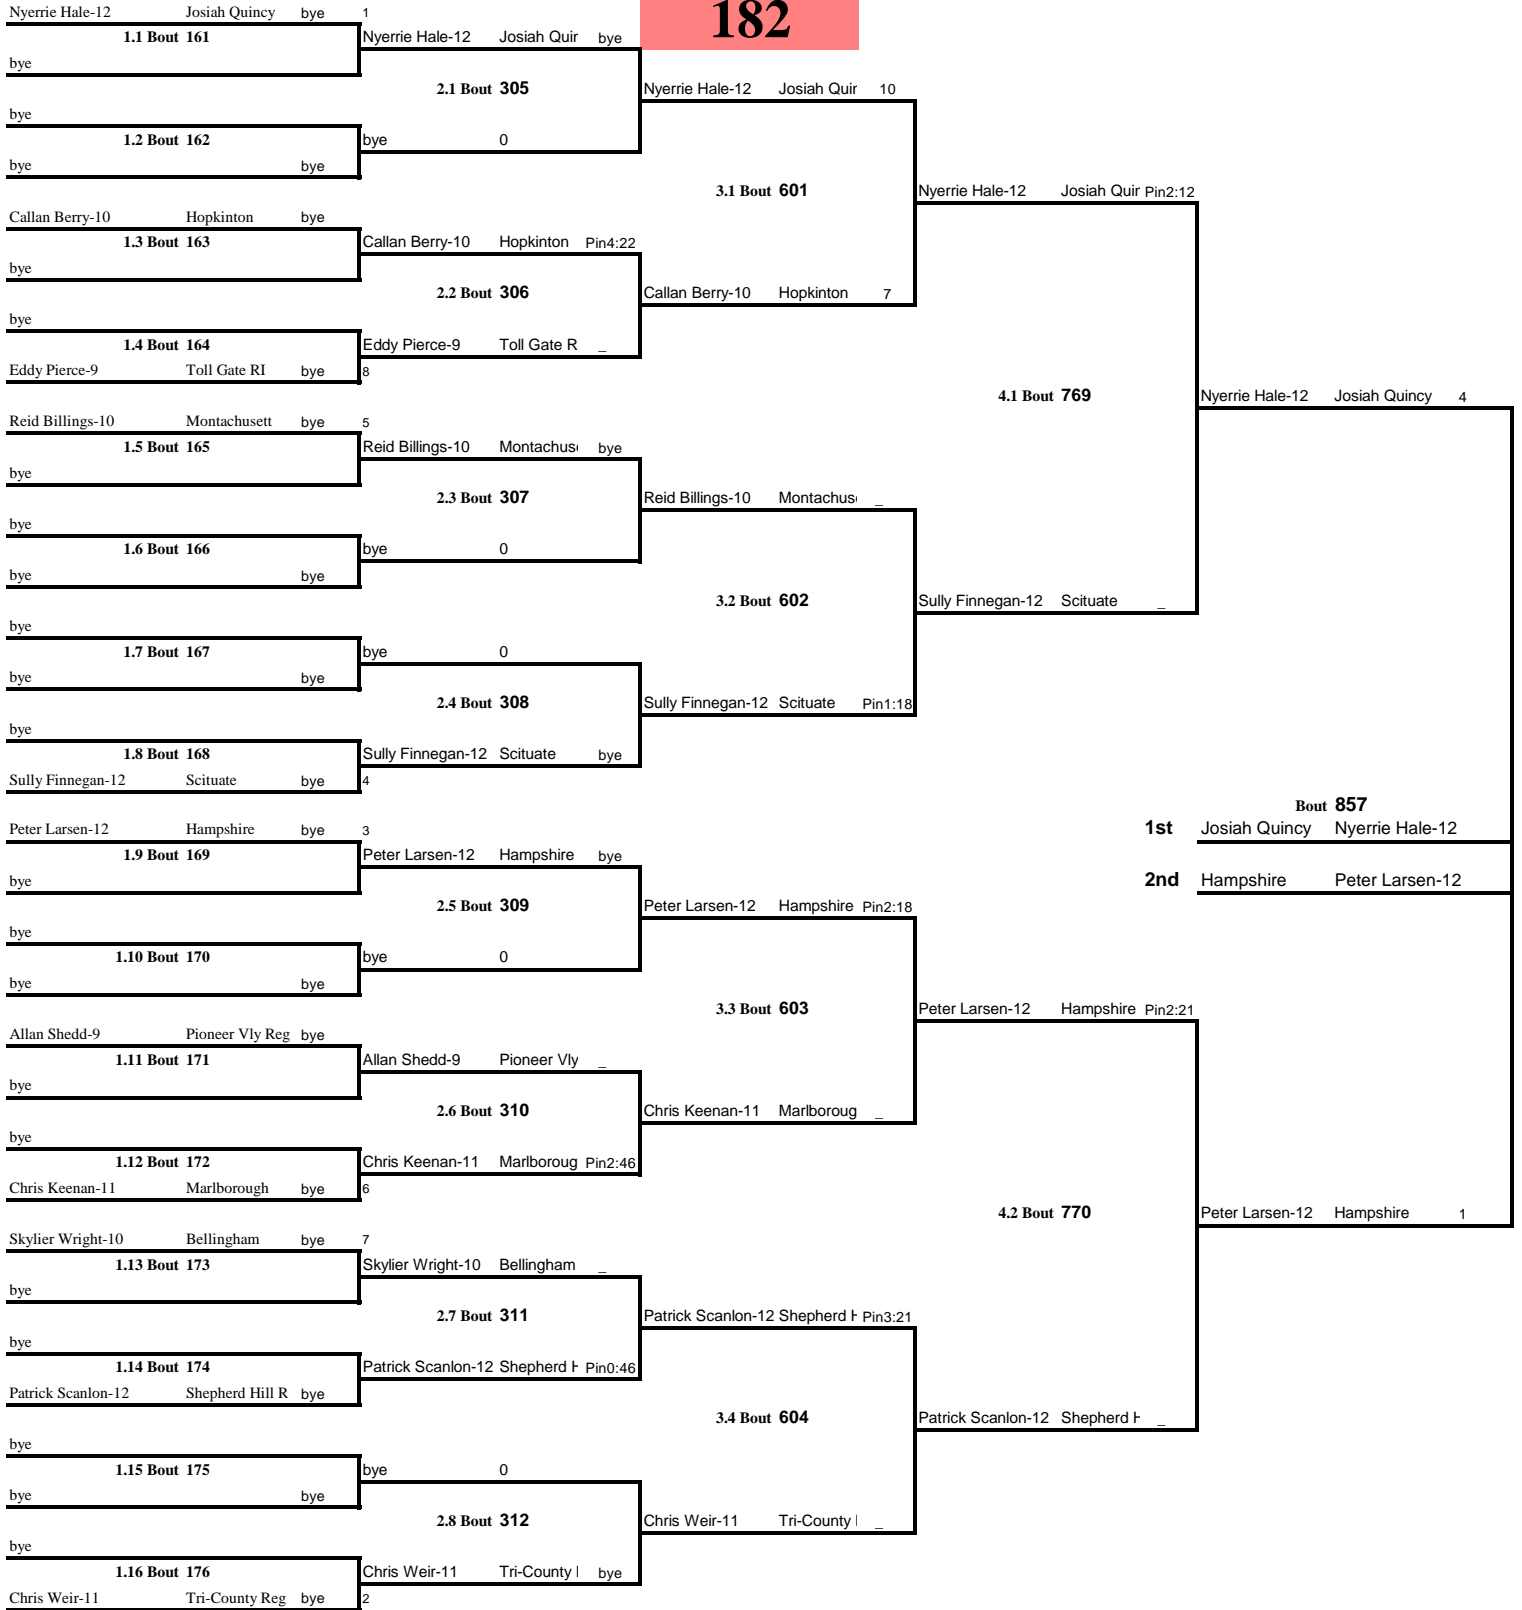 182
Nyerrie Hale-12 Josiah Quincy bye 1
1.1 Bout 161 Nyerrie Hale-12 Josiah Quir bye
bye
2.1 Bout 305 Nyerrie Hale-12 Josiah Quir 10
bye
1.2 Bout 162 bye 0
bye bye
3.1 Bout 601 Nyerrie Hale-12 Josiah Quir Pin2:12
Callan Berry-10 Hopkinton bye
1.3 Bout 163 Callan Berry-10 Hopkinton Pin4:22
bye
2.2 Bout 306 Callan Berry-10 Hopkinton 7
bye
1.4 Bout 164 Eddy Pierce-9 Toll Gate R _
Eddy Pierce-9 Toll Gate RI bye 8
4.1 Bout 769 Nyerrie Hale-12 Josiah Quincy 4
Reid Billings-10 Montachusett bye 5
1.5 Bout 165 Reid Billings-10 Montachus bye
bye
2.3 Bout 307 Reid Billings-10 Montachus _
bye
1.6 Bout 166 bye 0
bye bye
3.2 Bout 602 Sully Finnegan-12 Scituate _
bye
1.7 Bout 167 bye 0
bye bye
2.4 Bout 308 Sully Finnegan-12 Scituate Pin1:18
bye
1.8 Bout 168 Sully Finnegan-12 Scituate bye
Sully Finnegan-12 Scituate bye 4
Bout 857
Peter Larsen-12 Hampshire bye 3
1st Josiah Quincy Nyerrie Hale-12
1.9 Bout 169 Peter Larsen-12 Hampshire bye
bye
2nd Hampshire Peter Larsen-12
2.5 Bout 309 Peter Larsen-12 Hampshire Pin2:18
bye
1.10 Bout 170 bye 0
bye bye
3.3 Bout 603 Peter Larsen-12 Hampshire Pin2:21
Allan Shedd-9 Pioneer Vly Reg bye
1.11 Bout 171 Allan Shedd-9 Pioneer Vly _
bye
2.6 Bout 310 Chris Keenan-11 Marlboroug _
bye
1.12 Bout 172 Chris Keenan-11 Marlboroug Pin2:46
Chris Keenan-11 Marlborough bye 6
4.2 Bout 770 Peter Larsen-12 Hampshire 1
Skylier Wright-10 Bellingham bye 7
1.13 Bout 173 Skylier Wright-10 Bellingham _
bye
2.7 Bout 311 Patrick Scanlon-12 Shepherd H Pin3:21
bye
1.14 Bout 174 Patrick Scanlon-12 Shepherd H Pin0:46
Patrick Scanlon-12 Shepherd Hill R bye
3.4 Bout 604 Patrick Scanlon-12 Shepherd H _
bye
1.15 Bout 175 bye 0
bye bye
2.8 Bout 312 Chris Weir-11 Tri-County _
bye
1.16 Bout 176 Chris Weir-11 Tri-County bye
Chris Weir-11 Tri-County Reg bye 2